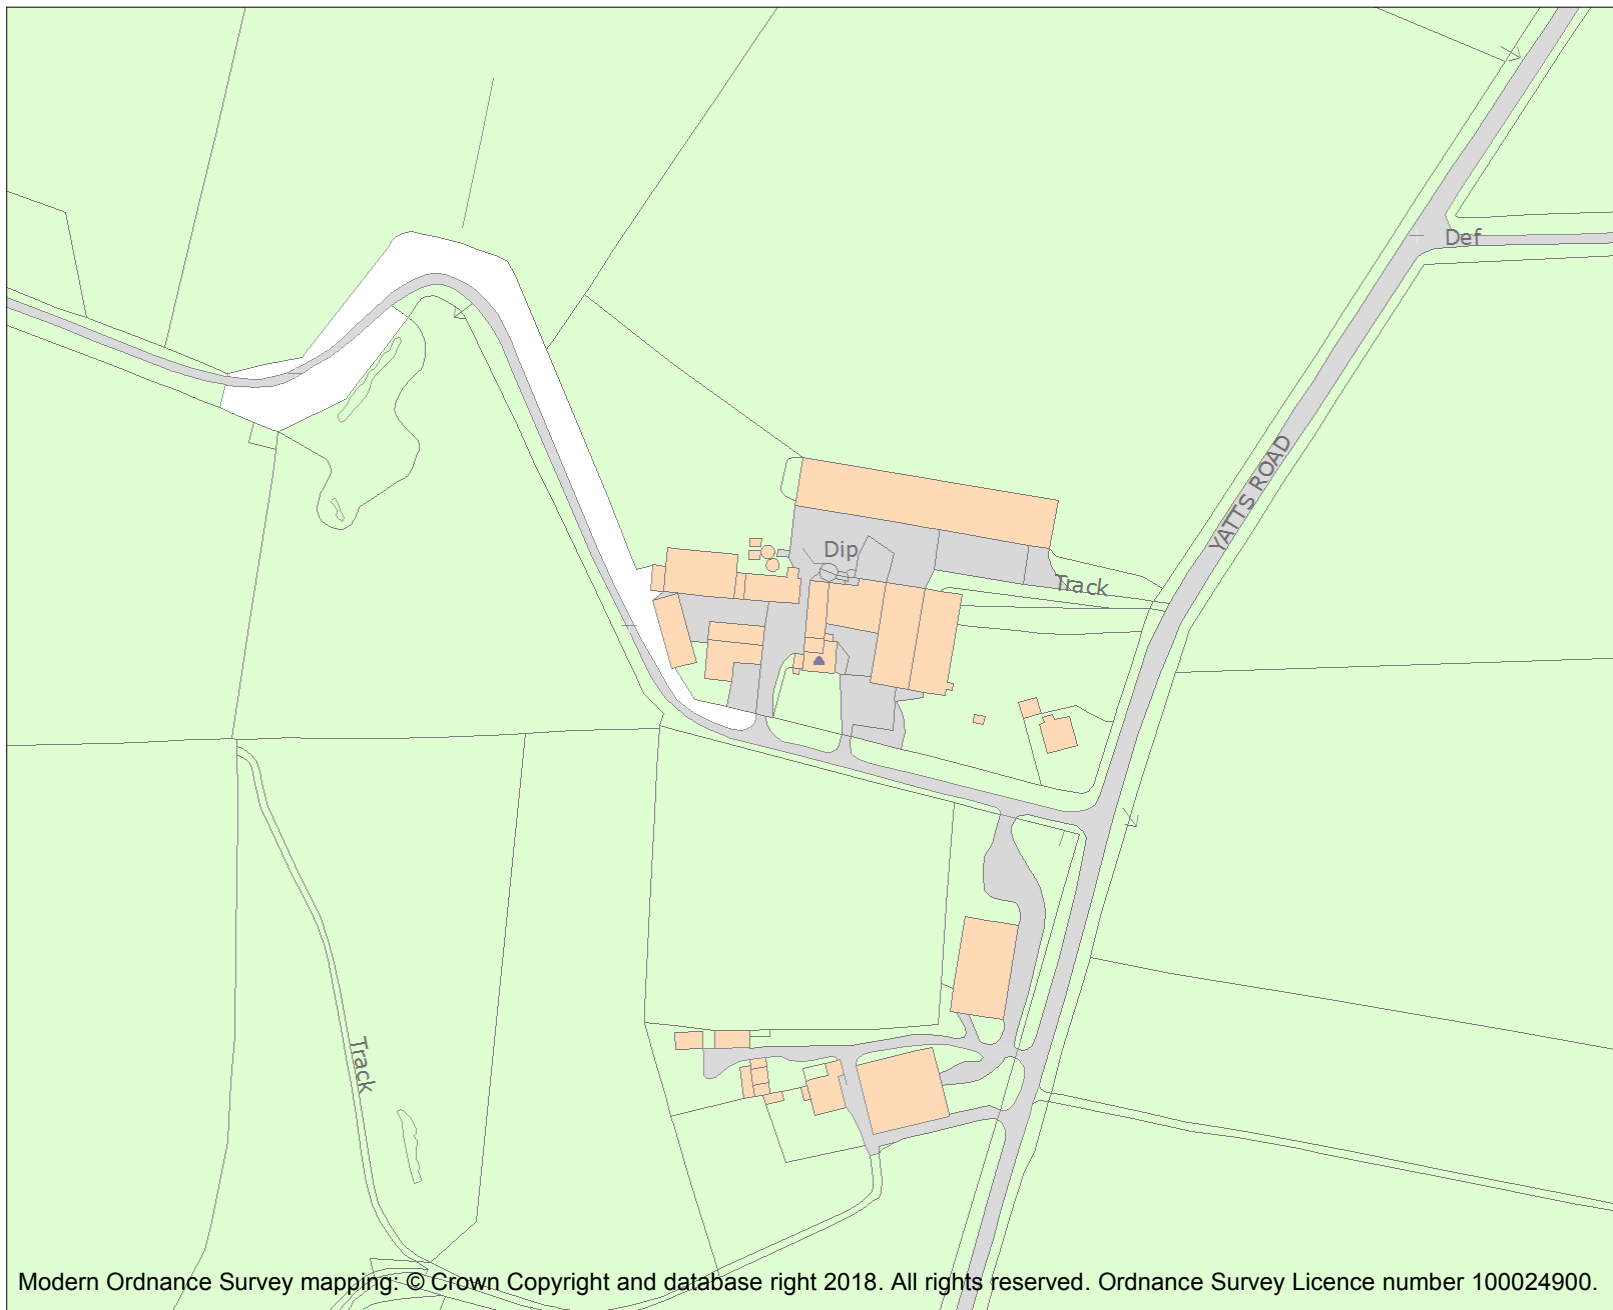 Def
YATTS ROAD
Dip
Track
Track
Modern Ordnance Survey mapping: © Crown Copyright and database right 2018. All rights reserved. Ordnance Survey Licence number 100024900.